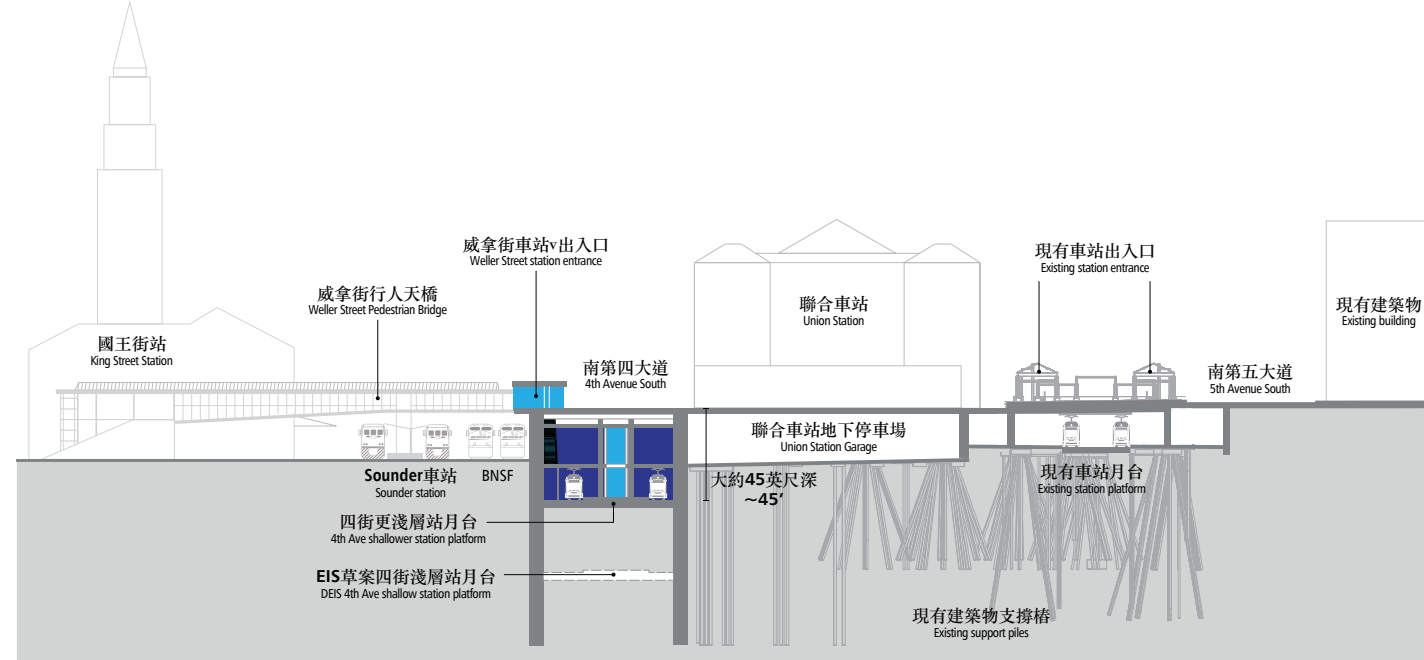 威拿街車站v出入口
Weller Street station entrance
現有車站出入口
Existing station entrance
威拿街行人天橋
Weller Street Pedestrian Bridge
聯合車站
Union Station
現有建築物
Existing building
國王街站
King Street Station
南第四大道
4th Avenue South
南第五大道
5th Avenue South
聯合車站地下停車場
Union Station Garage
Sounder車站
Sounder station
BNSF
大約45英尺深
~45’
現有車站月台
Existing station platform
四街更淺層站月台
4th Ave shallower station platform
EIS草案四街淺層站月台
DEIS 4th Ave shallow station platform
現有建築物支撐樁
Existing support piles